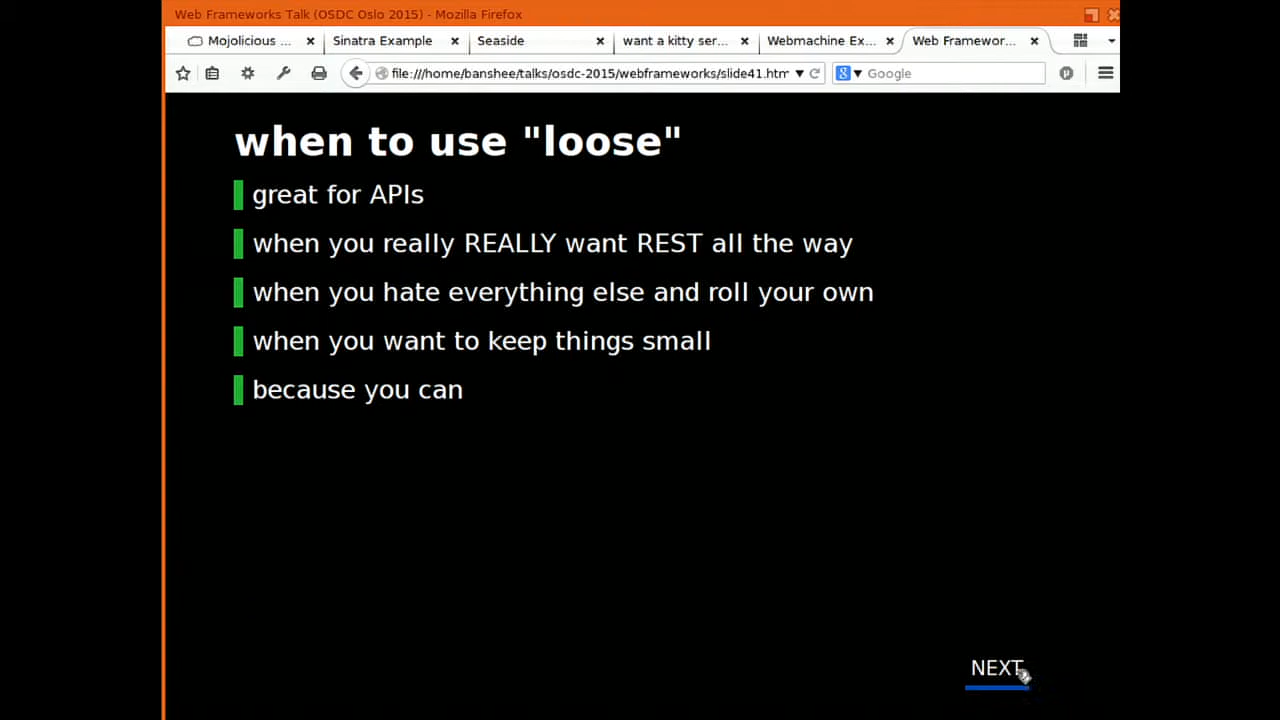 Web Frameworks Talk (OSDC Oslo 2015) - Mozilla Firefox
Mojolicious ...
Sinatra Example
Seaside
want a kitty ser...
Webmachine Ex...
Web Framewor...
file:///home/banshee/talks/osdc-2015/webframeworks/slide41.htm
Google
when to use "loose"
great for APIs
when you really REALLY want REST all the way
when you hate everything else and roll your own
when you want to keep things small
because you can
NEXT